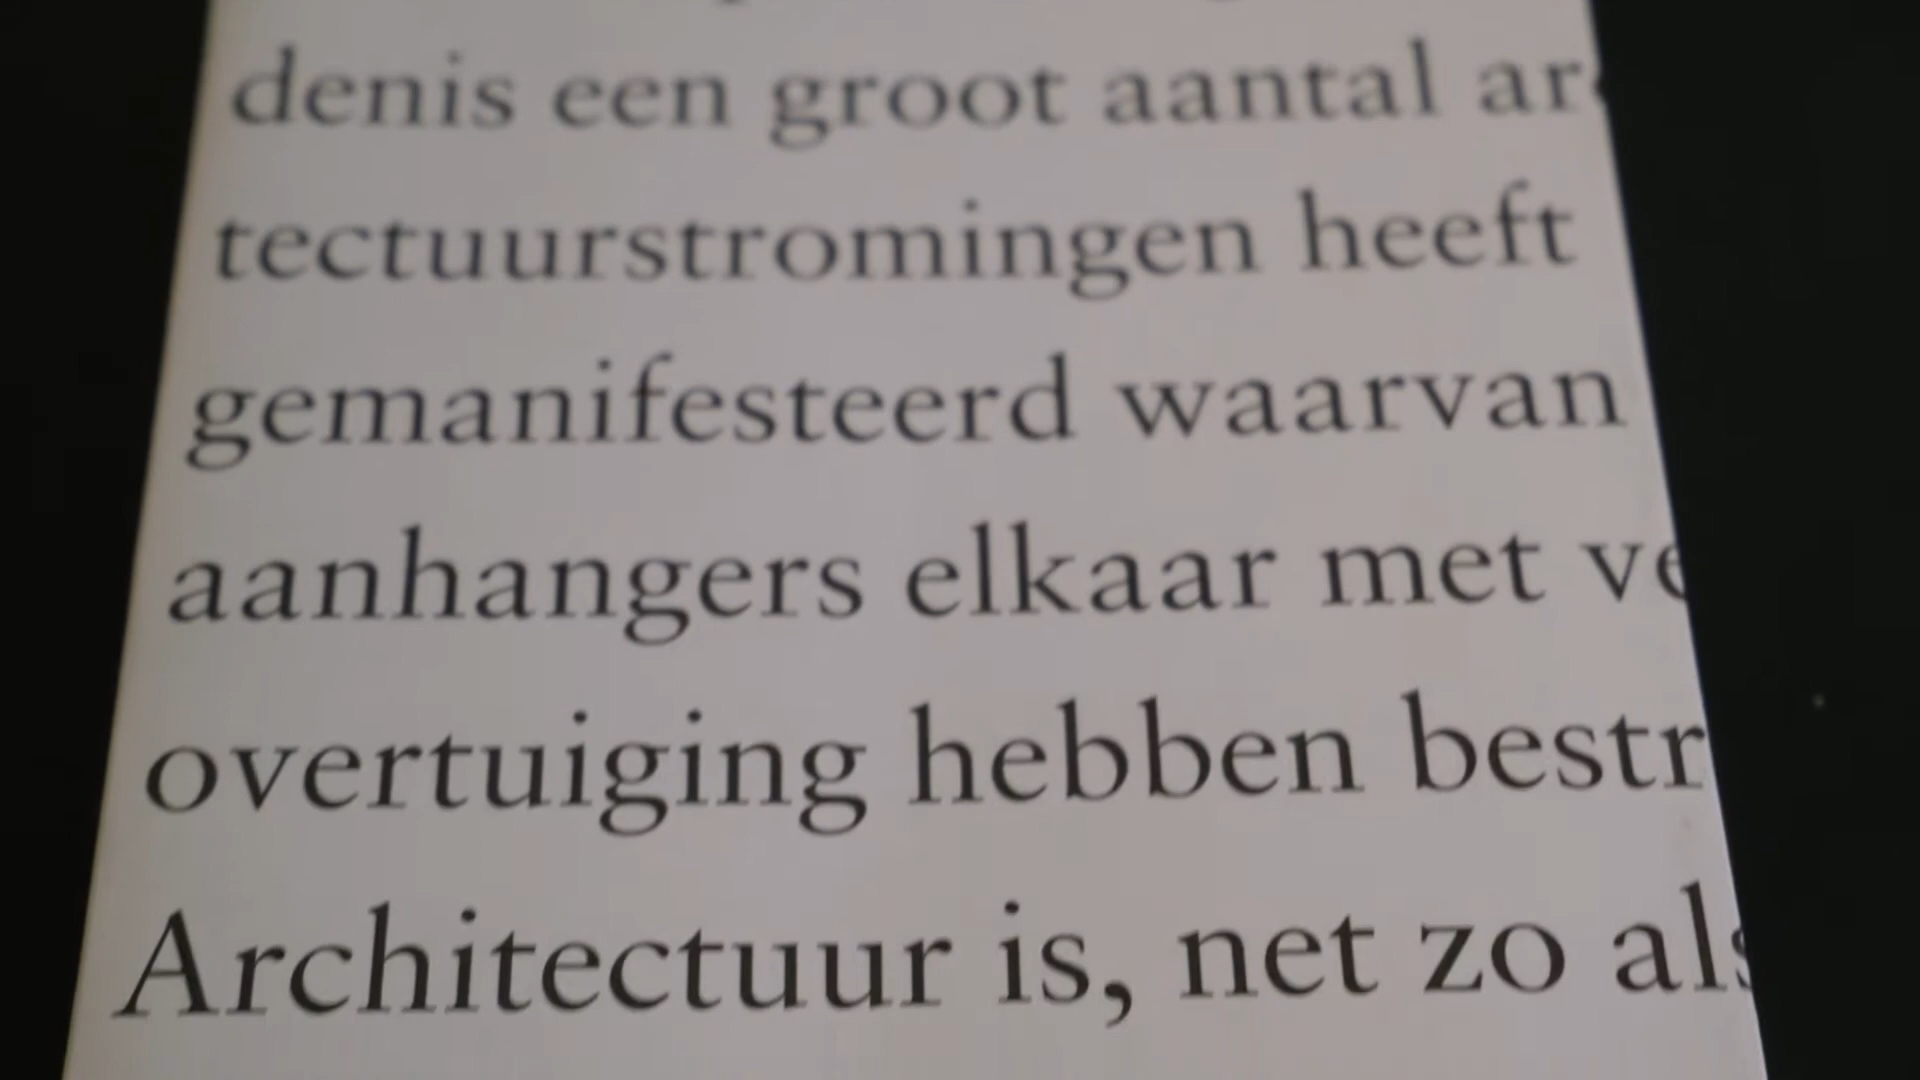 denis een groot aantal ar
tectuurstromingen heeft
gemanifesteerd waarvan
aanhangers elkaar met ve
overtuiging hebben bestr
Architectuur is, net zo als